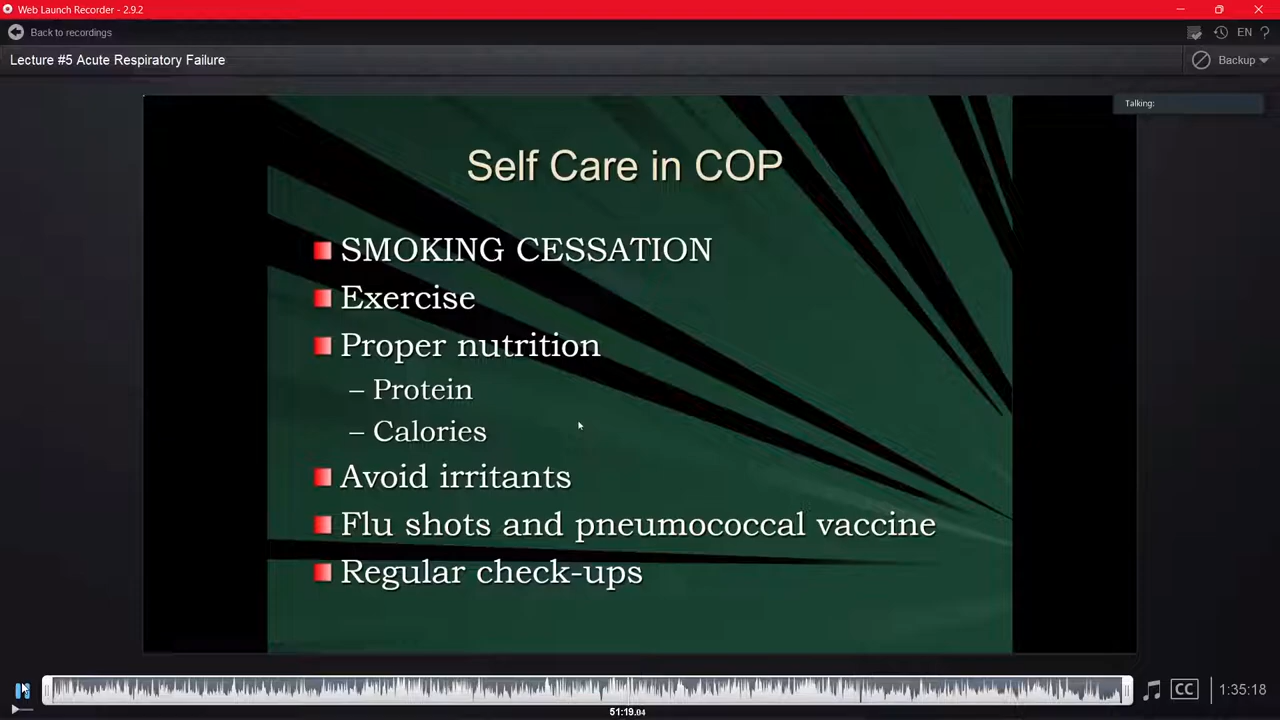 Web Launch Recorder - 2.9.2
Back to recordings
EN ?
Lecture #5 Acute Respiratory Failure
Backup
Talking:
Self Care in COP
SMOKING CESSATION
Exercise
Proper nutrition
– Protein
– Calories
Avoid irritants
Flu shots and pneumococcal vaccine
Regular check-ups
CC
1:35:18
51:19.04